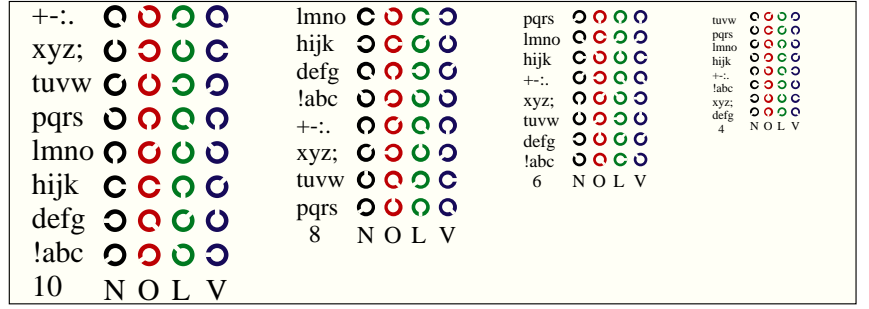 +-:.
xyz;
tuvw
pqrs
lmno
hijk
defg
!abc
10 N O L V
lmno
hijk
defg
!abc
+-:.
xyz;
tuvw
pqrs
8 N O L V
pqrs
lmno
hijk
+-:.
xyz;
tuvw
defg
!abc
6 N O L V
tuvw
pqrs
lmno
hijk
+-:.
!abc
xyz;
defg
4 N O L V